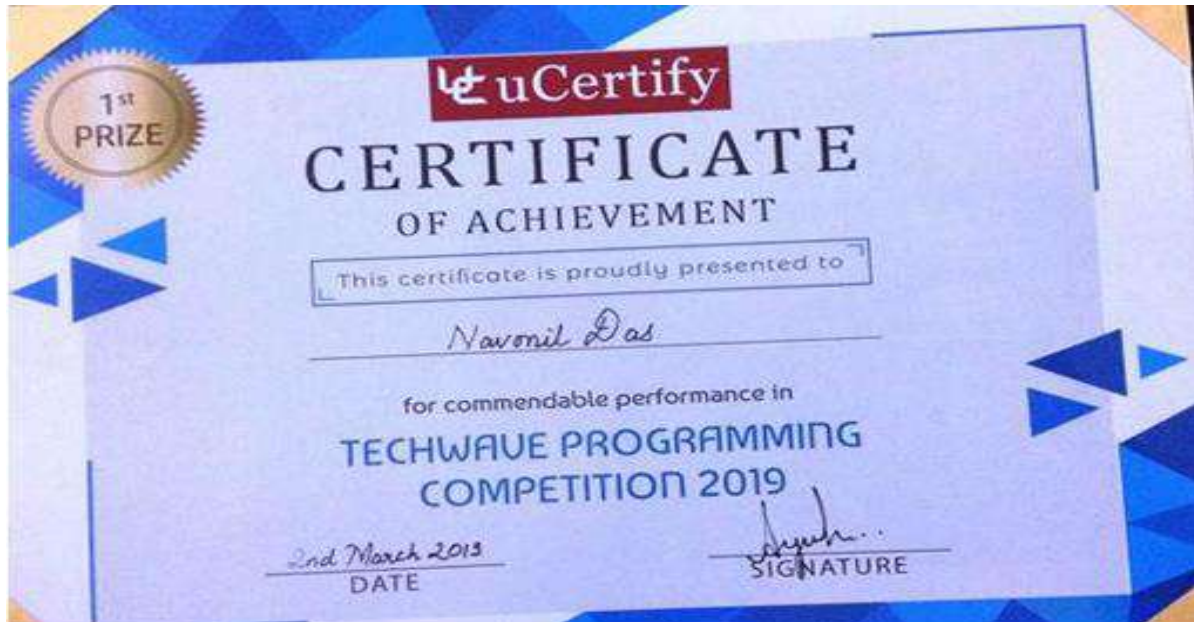 1st
PRIZE
uCertify
CERTIFICATE
OF ACHIEVEMENT
This certificate is proudly presented to
Navonil Das
for commendable performance in
TECHWAVE PROGRAMMING
COMPETITION 2019
2nd March 2013
DATE
SIGNATURE